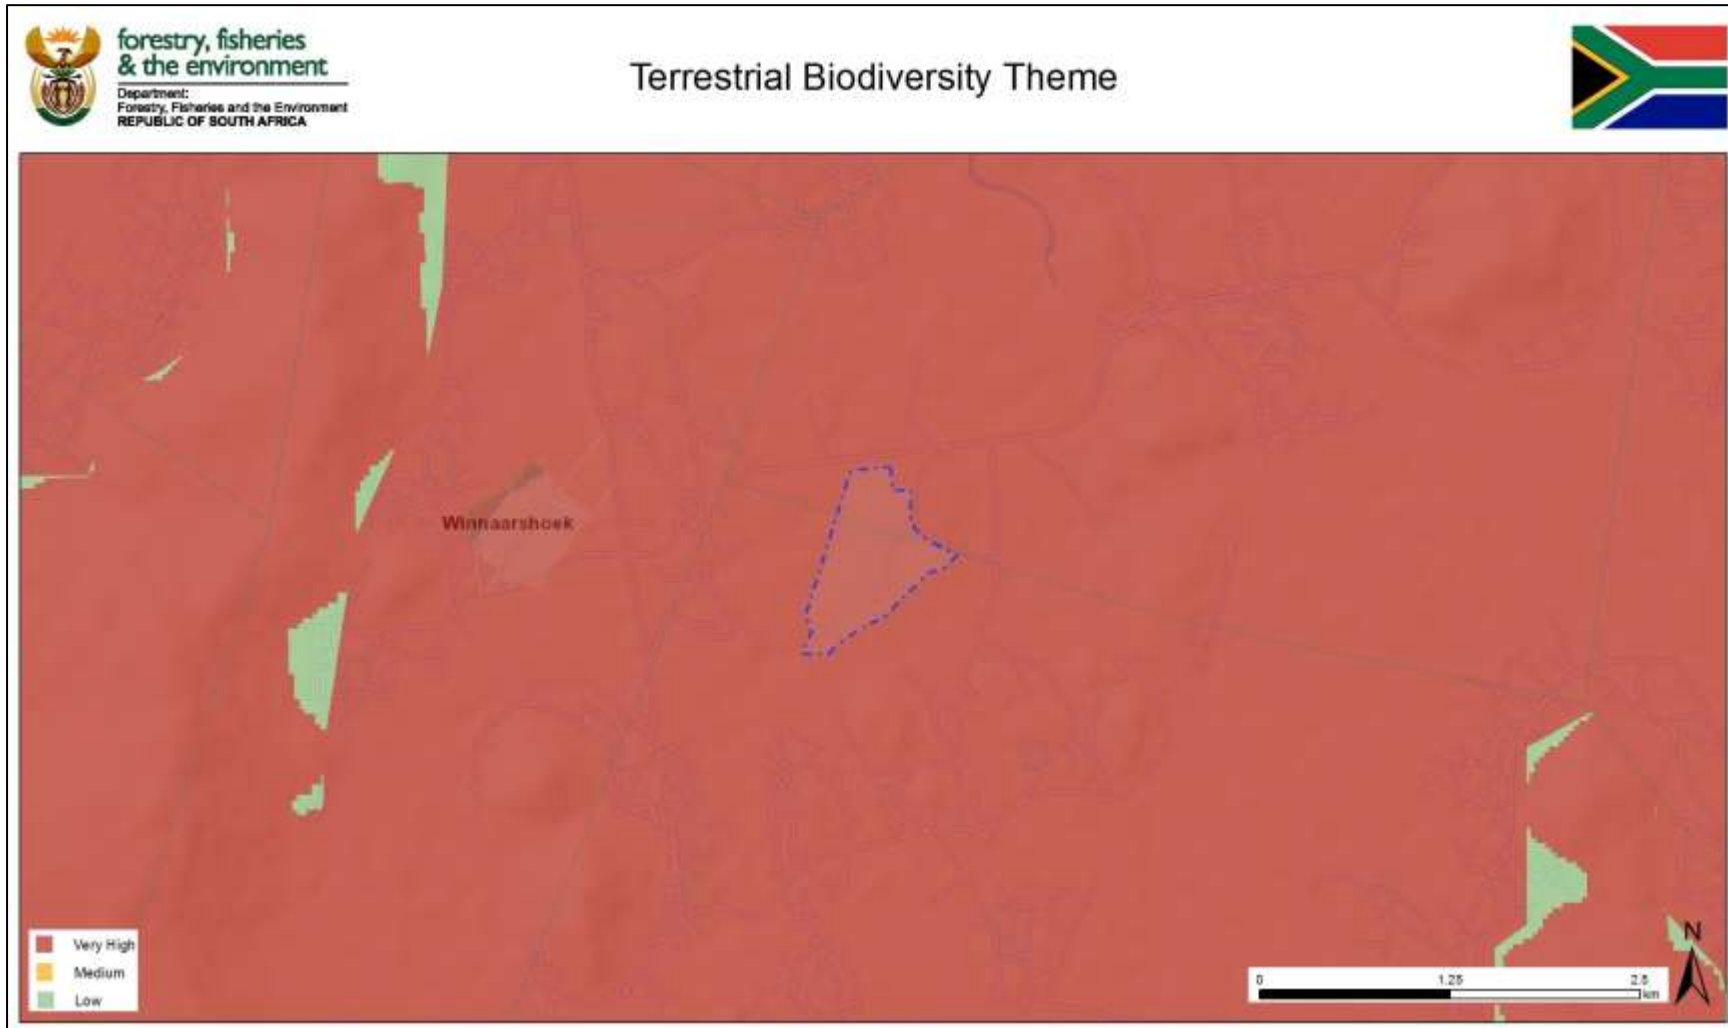 forestry, fisheries
& the environment
Department:
Forestry, Fisheries and the Environment
REPUBLIC OF SOUTH AFRICA
Terrestrial Biodiversity Theme
Winnaarshoek
Very High
Medium
Low
N
0 1.25 2.5
km